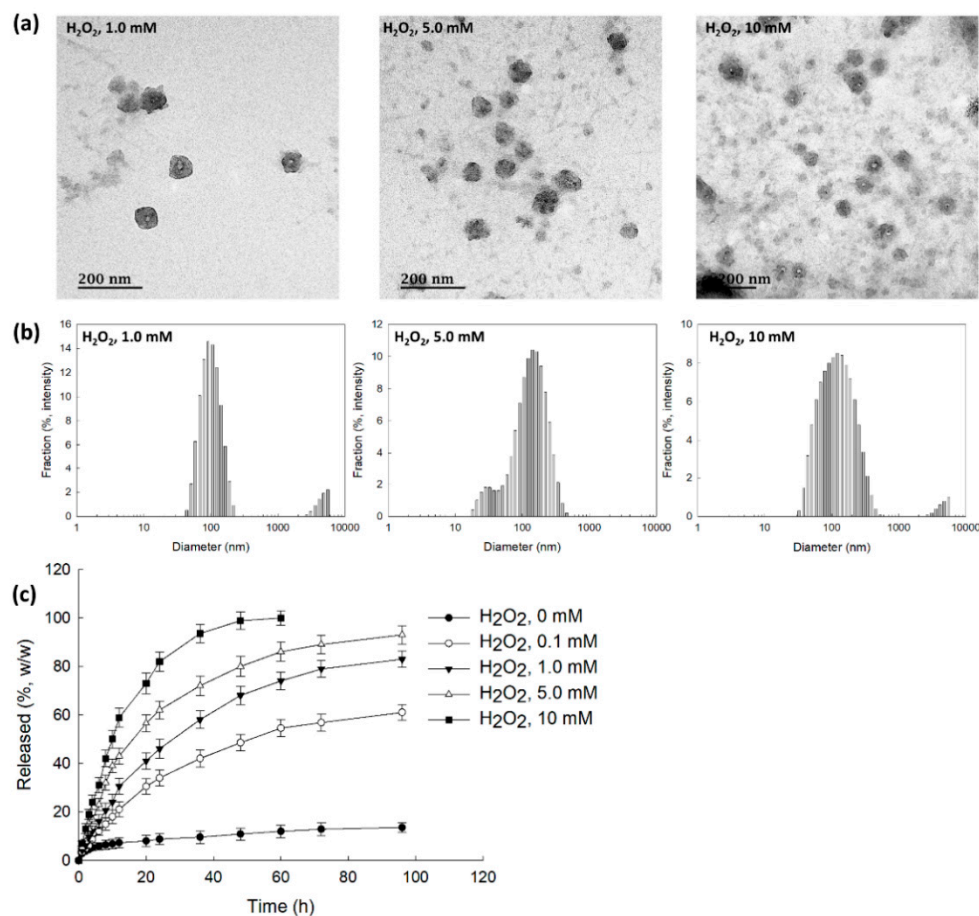 (a)
H₂O₂, 1.0 mM
H₂O₂, 5.0 mM
H₂O₂, 10 mM
200 nm
200 nm
200 nm
(b)
H₂O₂, 1.0 mM
H₂O₂, 5.0 mM
H₂O₂, 10 mM
Fraction (%, intensity)
16
14
12
10
8
6
4
2
0
1
10
100
1000
10000
Diameter (nm)
Fraction (%, intensity)
12
10
8
6
4
2
0
1
10
100
1000
10000
Diameter (nm)
Fraction (%, intensity)
10
8
6
4
2
0
1
10
100
1000
10000
Diameter (nm)
(c)
Released (%, w/w)
120
100
80
60
40
20
0
0
20
40
60
80
100
120
Time (h)
H₂O₂, 0 mM
H₂O₂, 0.1 mM
H₂O₂, 1.0 mM
H₂O₂, 5.0 mM
H₂O₂, 10 mM